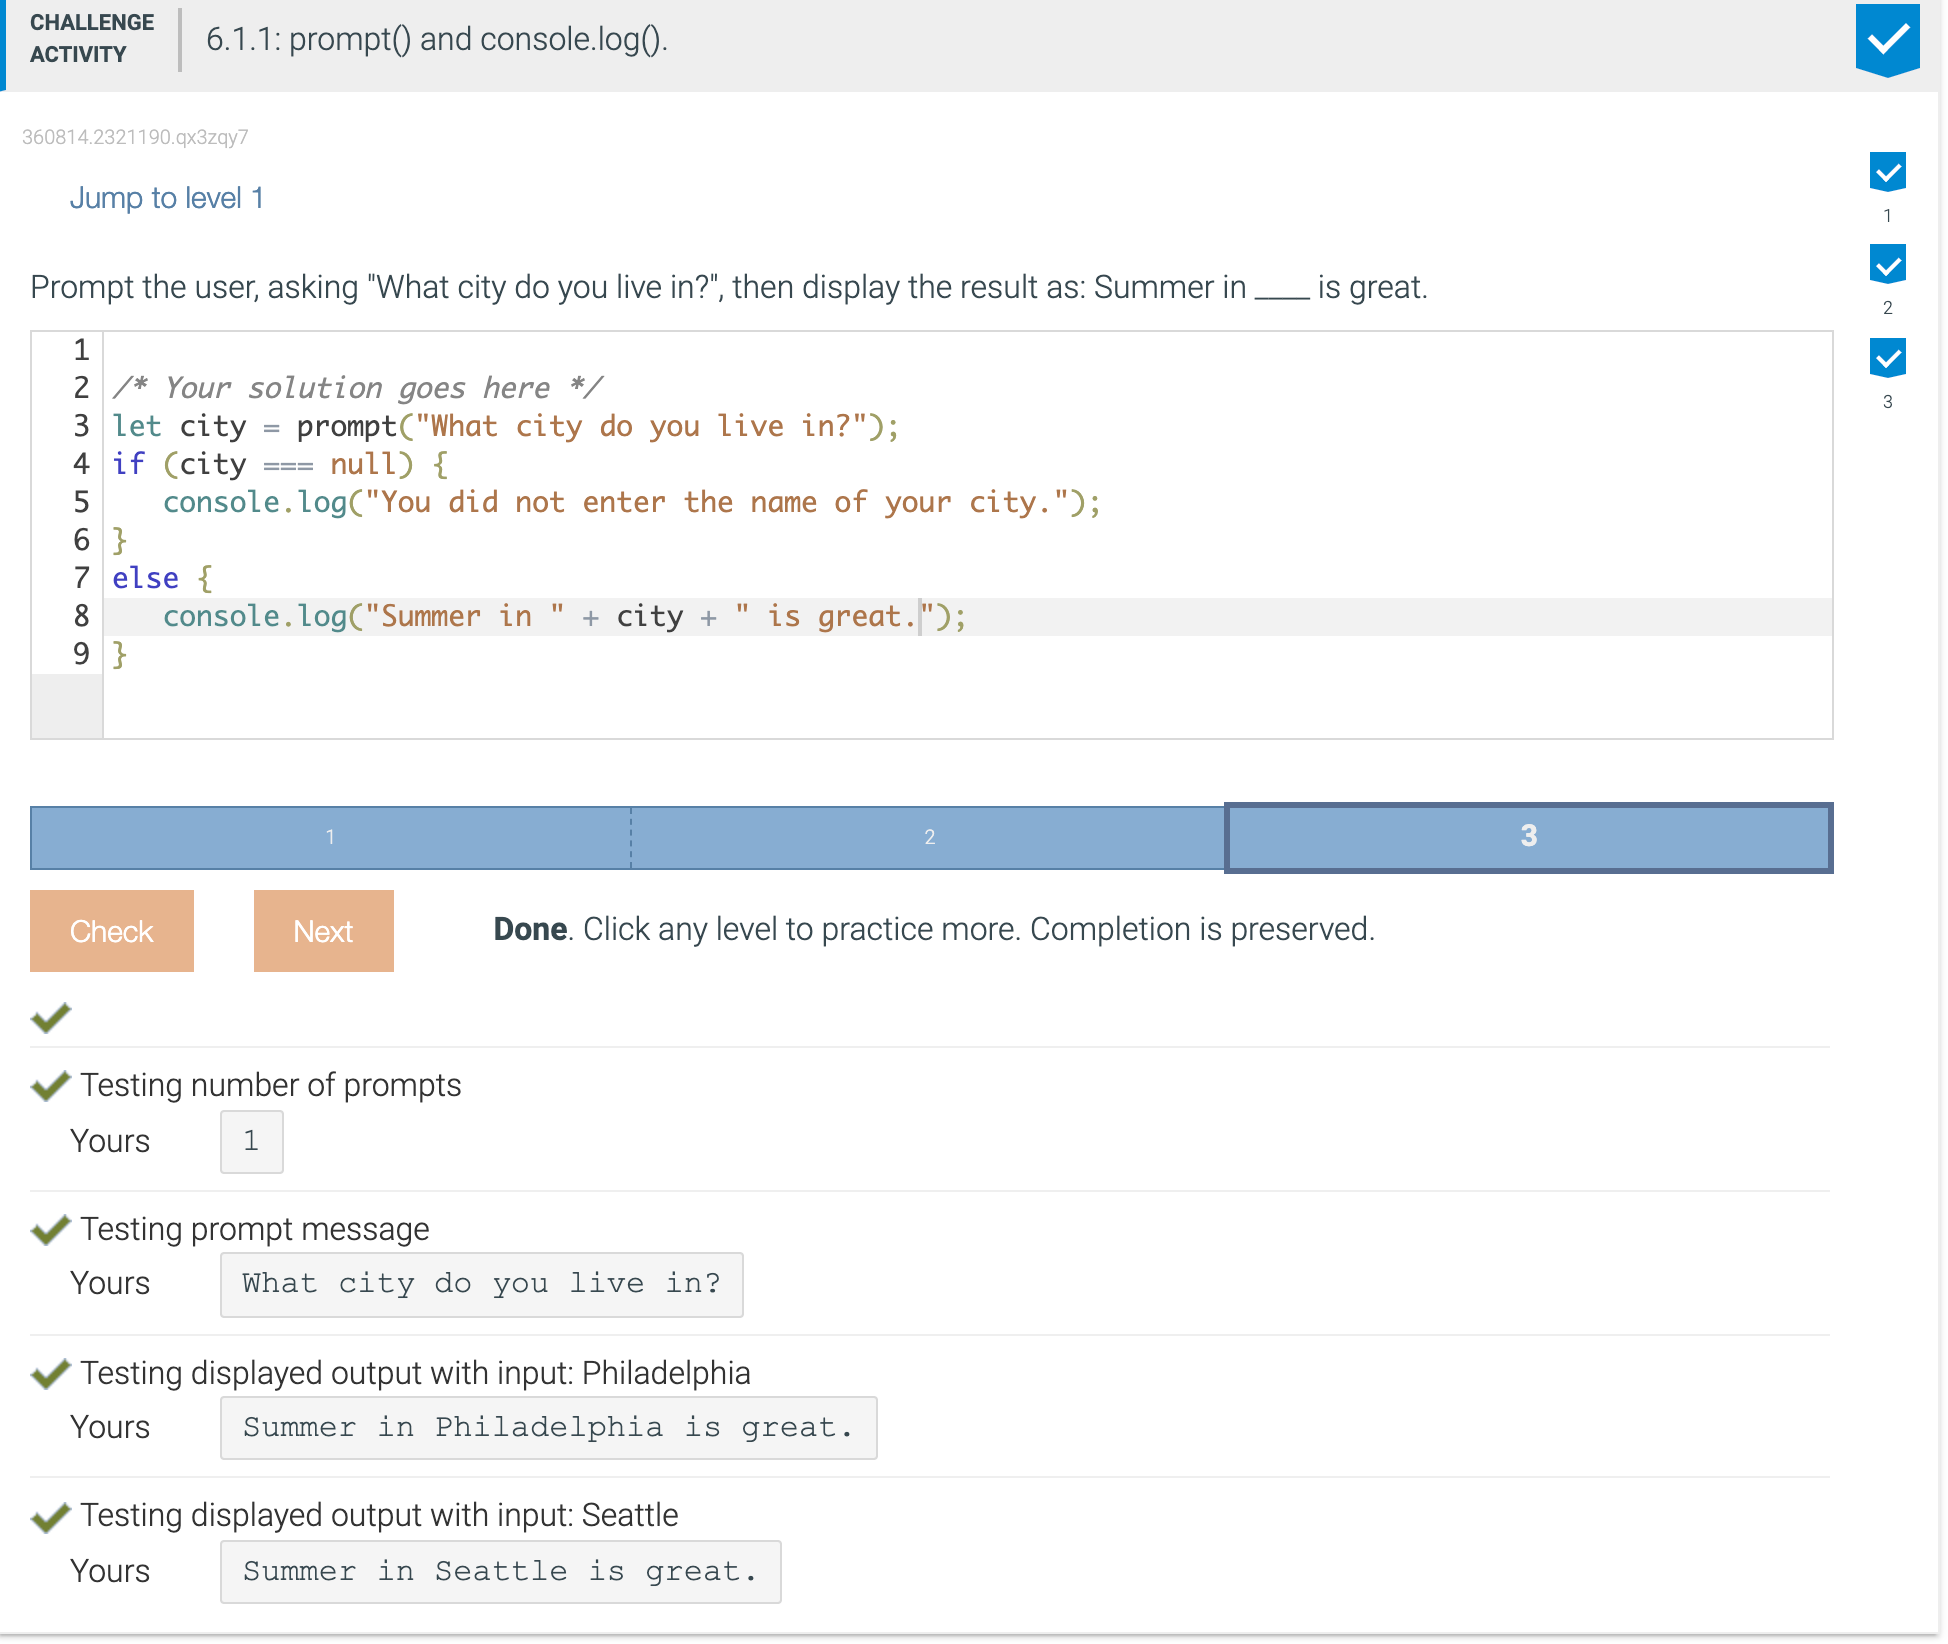 CHALLENGE
ACTIVITY
6.1.1: prompt() and console.log().
360814.2321190.qx3zqy7
Jump to level 1
1
2
3
Prompt the user, asking "What city do you live in?", then display the result as: Summer in ____ is great.
1
2 /* Your solution goes here */
3 let city = prompt("What city do you live in?");
4 if (city === null) {
5    console.log("You did not enter the name of your city.");
6 }
7 else {
8    console.log("Summer in " + city + " is great.");
9 }
1 2 3
Check Next Done. Click any level to practice more. Completion is preserved.
Testing number of prompts
Yours 1
Testing prompt message
Yours What city do you live in?
Testing displayed output with input: Philadelphia
Yours Summer in Philadelphia is great.
Testing displayed output with input: Seattle
Yours Summer in Seattle is great.